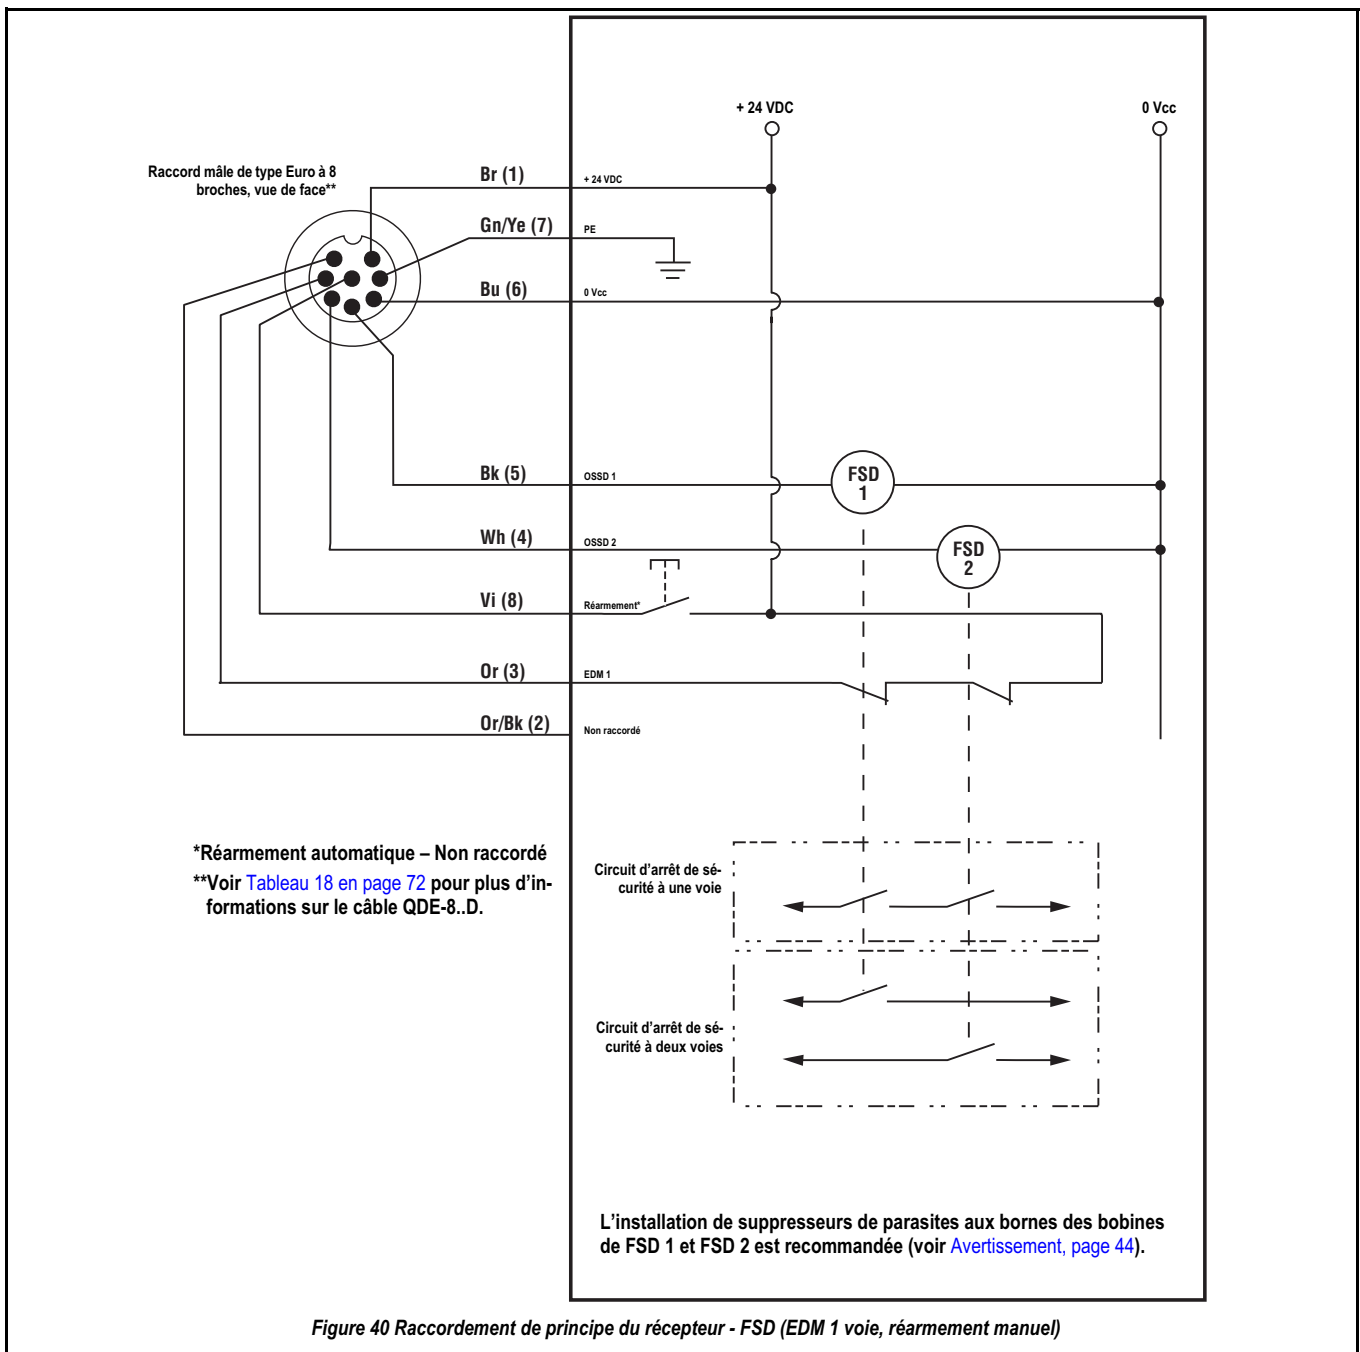 + 24 VDC
0 Vcc
Raccord mâle de type Euro à 8
broches, vue de face**
Br (1)
+ 24 VDC
Gn/Ye (7)
PE
Bu (6)
0 Vcc
Bk (5)
OSSD 1
FSD
1
Wh (4)
OSSD 2
FSD
2
Vi (8)
Réarmement*
Or (3)
EDM 1
Or/Bk (2)
Non raccordé
*Réarmement automatique – Non raccordé
**Voir Tableau 18 en page 72 pour plus d'in-
formations sur le câble QDE-8..D.
Circuit d'arrêt de sé-
curité à une voie
Circuit d'arrêt de sé-
curité à deux voies
L'installation de suppresseurs de parasites aux bornes des bobines
de FSD 1 et FSD 2 est recommandée (voir Avertissement, page 44).
Figure 40 Raccordement de principe du récepteur - FSD (EDM 1 voie, réarmement manuel)